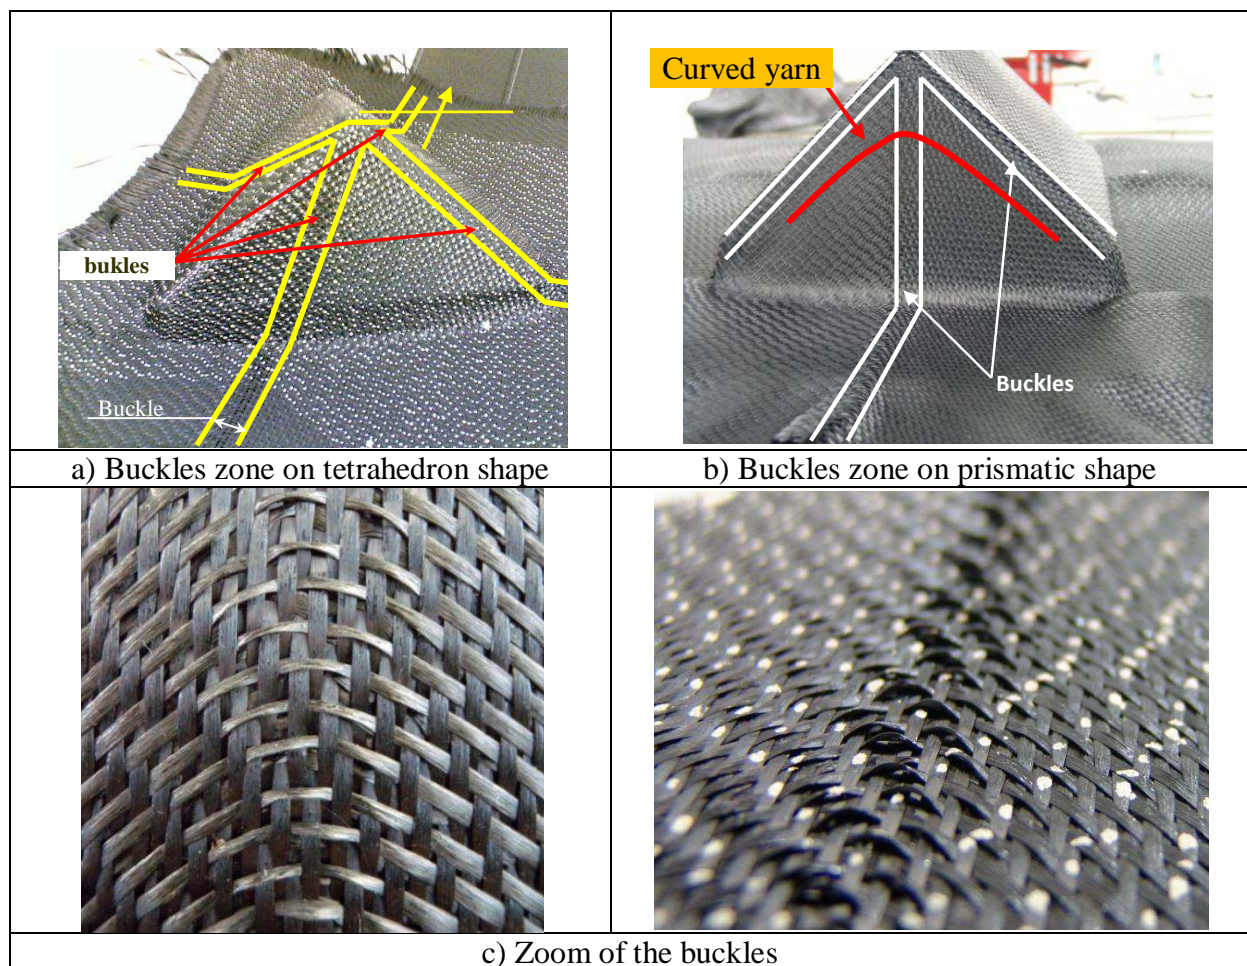 bukles
Buckle
Curved yarn
Buckles
a) Buckles zone on tetrahedron shape
b) Buckles zone on prismatic shape
c) Zoom of the buckles